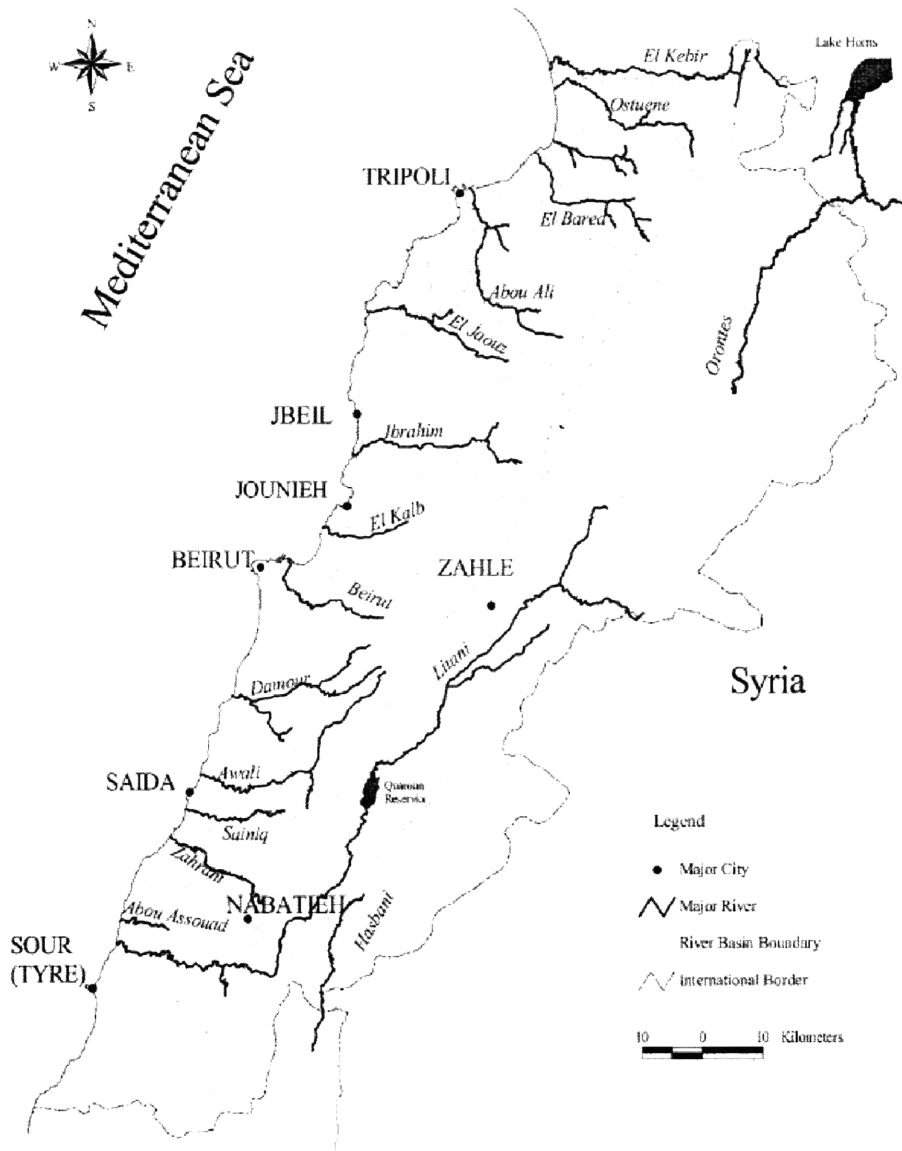 N
W E
S
Mediterranean Sea
Lake Homs
El Kebir
Ostuene
TRIPOLI
El Bared
Abou Ali
El Jaouz
Orontes
JBEIL
Ibrahim
JOUNIEH
El Kalb
BEIRUT
ZAHLE
Beirut
Litani
Damour
Syria
Awali
SAIDA
Quaraoun
Reservoir
Sainiq
Zahrani
NABATIEH
Abou Assouad
Hasbani
SOUR
(TYRE)
Legend
Major City
Major River
River Basin Boundary
International Border
10 0 10 Kilometers